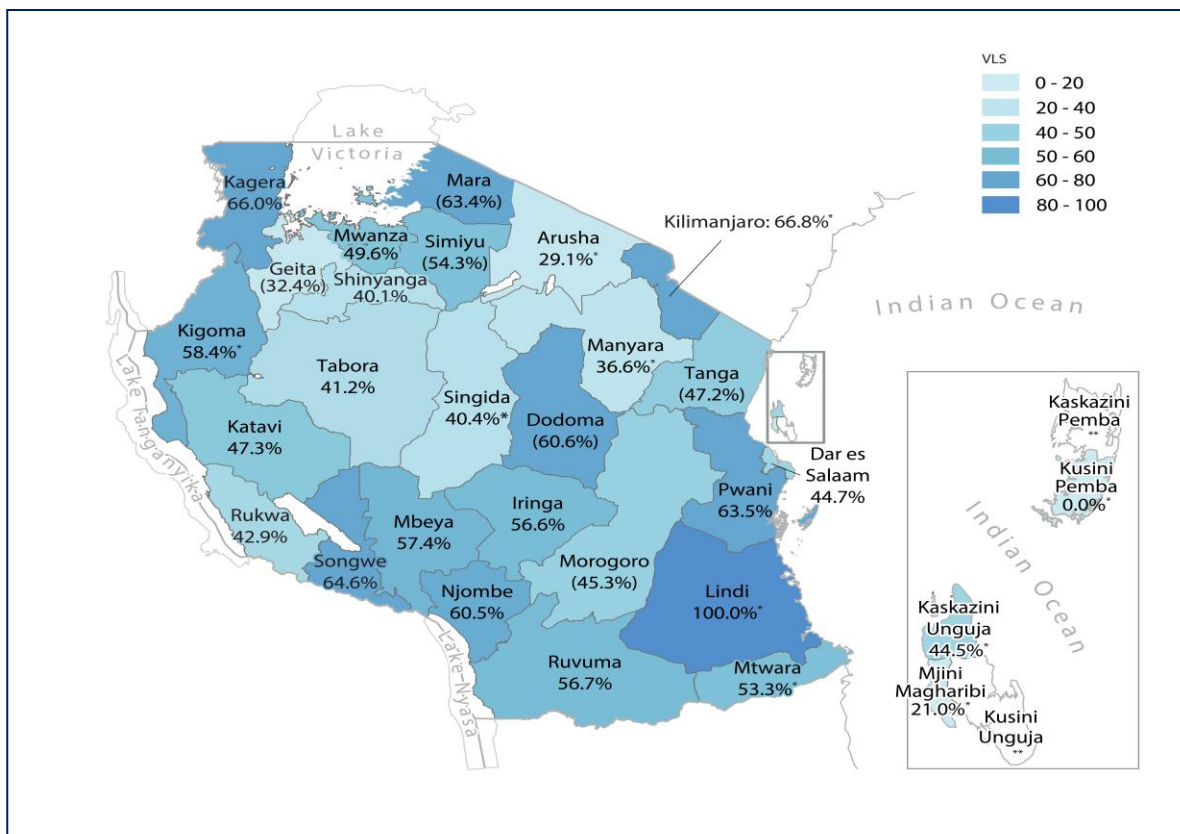 VLS
0 - 20
20 - 40
40 - 50
50 - 60
60 - 80
80 - 100
Lake
Victoria
Kagera
66.0%
Mara
(63.4%)
Kilimanjaro: 66.8%*
Mwanza
49.6%
Simiyu
(54.3%)
Arusha
29.1%*
Geita
(32.4%)
Shinyanga
40.1%
Indian Ocean
Kigoma
58.4%*
Tabora
41.2%
Singida
40.4%*
Manyara
36.6%*
Tanga
(47.2%)
Dodoma
(60.6%)
Lake Tanganyika
Katavi
47.3%
Dar es
Salaam
44.7%
Pwani
63.5%
Rukwa
42.9%
Mbeya
57.4%
Iringa
56.6%
Songwe
64.6%
Morogoro
(45.3%)
Njombe
60.5%
Lindi
100.0%*
Lake Nyasa
Ruvuma
56.7%
Mtwara
53.3%*
Kaskazini
Pemba
**
Kusini
Pemba
0.0%*
Indian Ocean
Kaskazini
Unguja
44.5%*
Mjini
Magharibi
21.0%*
Kusini
Unguja
**